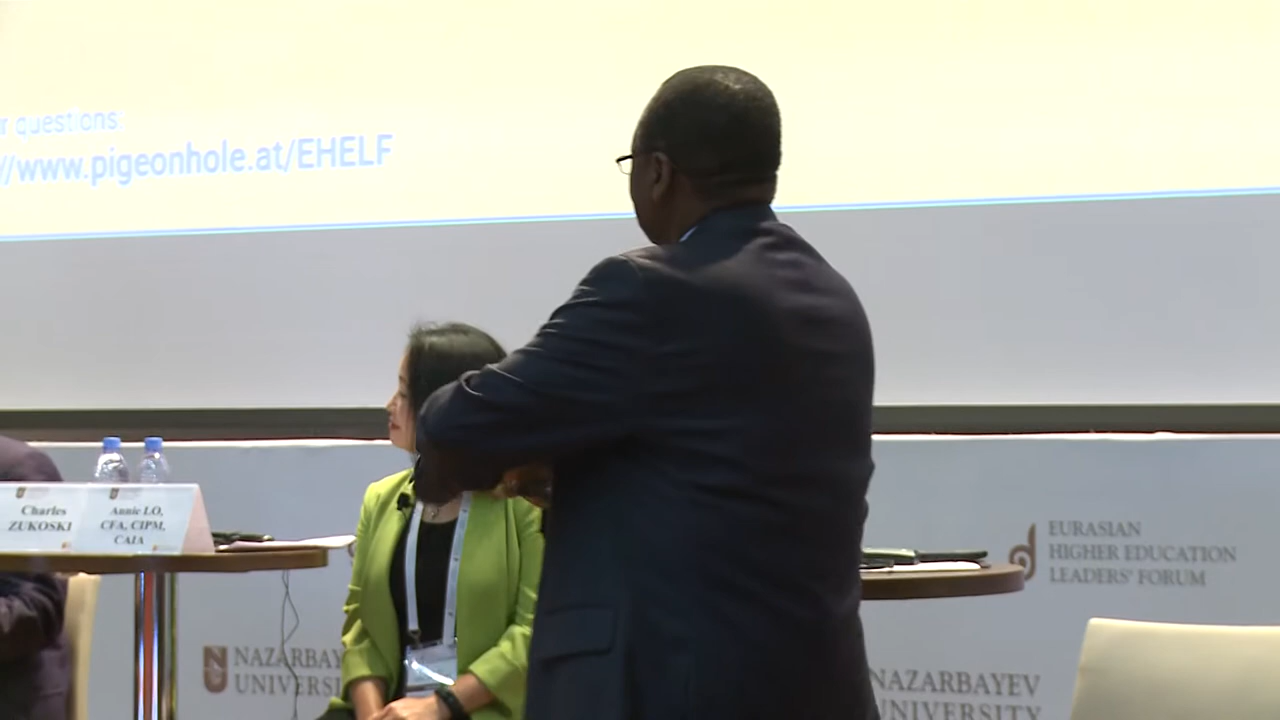 r questions:
//www.pigeonhole.at/EHELF
Charles
ZUKOSKI
Annie LO,
CFA, CIPM,
CAIA
EURASIAN
HIGHER EDUCATION
LEADERS' FORUM
NAZARBAY
UNIVERSI
NAZARBAYEV
UNIVERSITY